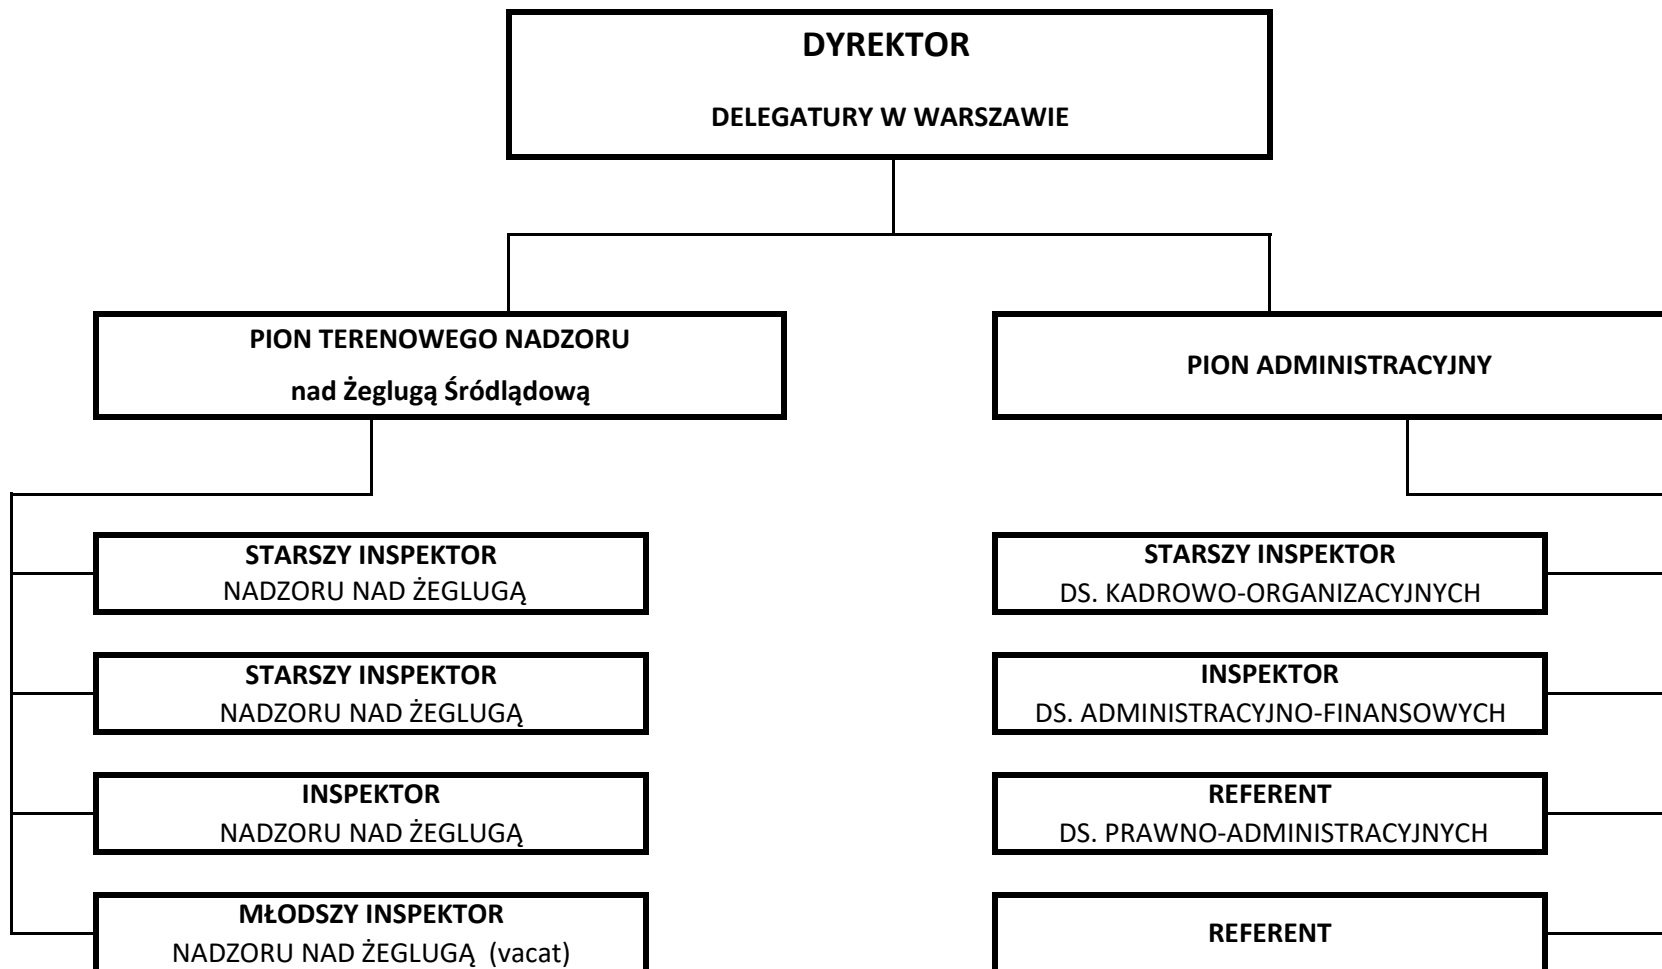 DYREKTOR
DELEGATURY W WARSZAWIE
PION TERENOWEGO NADZORU
nad Żeglugą Śródlądową
PION ADMINISTRACYJNY
STARSZY INSPEKTOR
NADZORU NAD ŻEGLUGĄ
STARSZY INSPEKTOR
DS. KADROWO-ORGANIZACYJNYCH
STARSZY INSPEKTOR
NADZORU NAD ŻEGLUGĄ
INSPEKTOR
DS. ADMINISTRACYJNO-FINANSOWYCH
INSPEKTOR
NADZORU NAD ŻEGLUGĄ
REFERENT
DS. PRAWNO-ADMINISTRACYJNYCH
MŁODSZY INSPEKTOR
NADZORU NAD ŻEGLUGĄ (vacat)
REFERENT